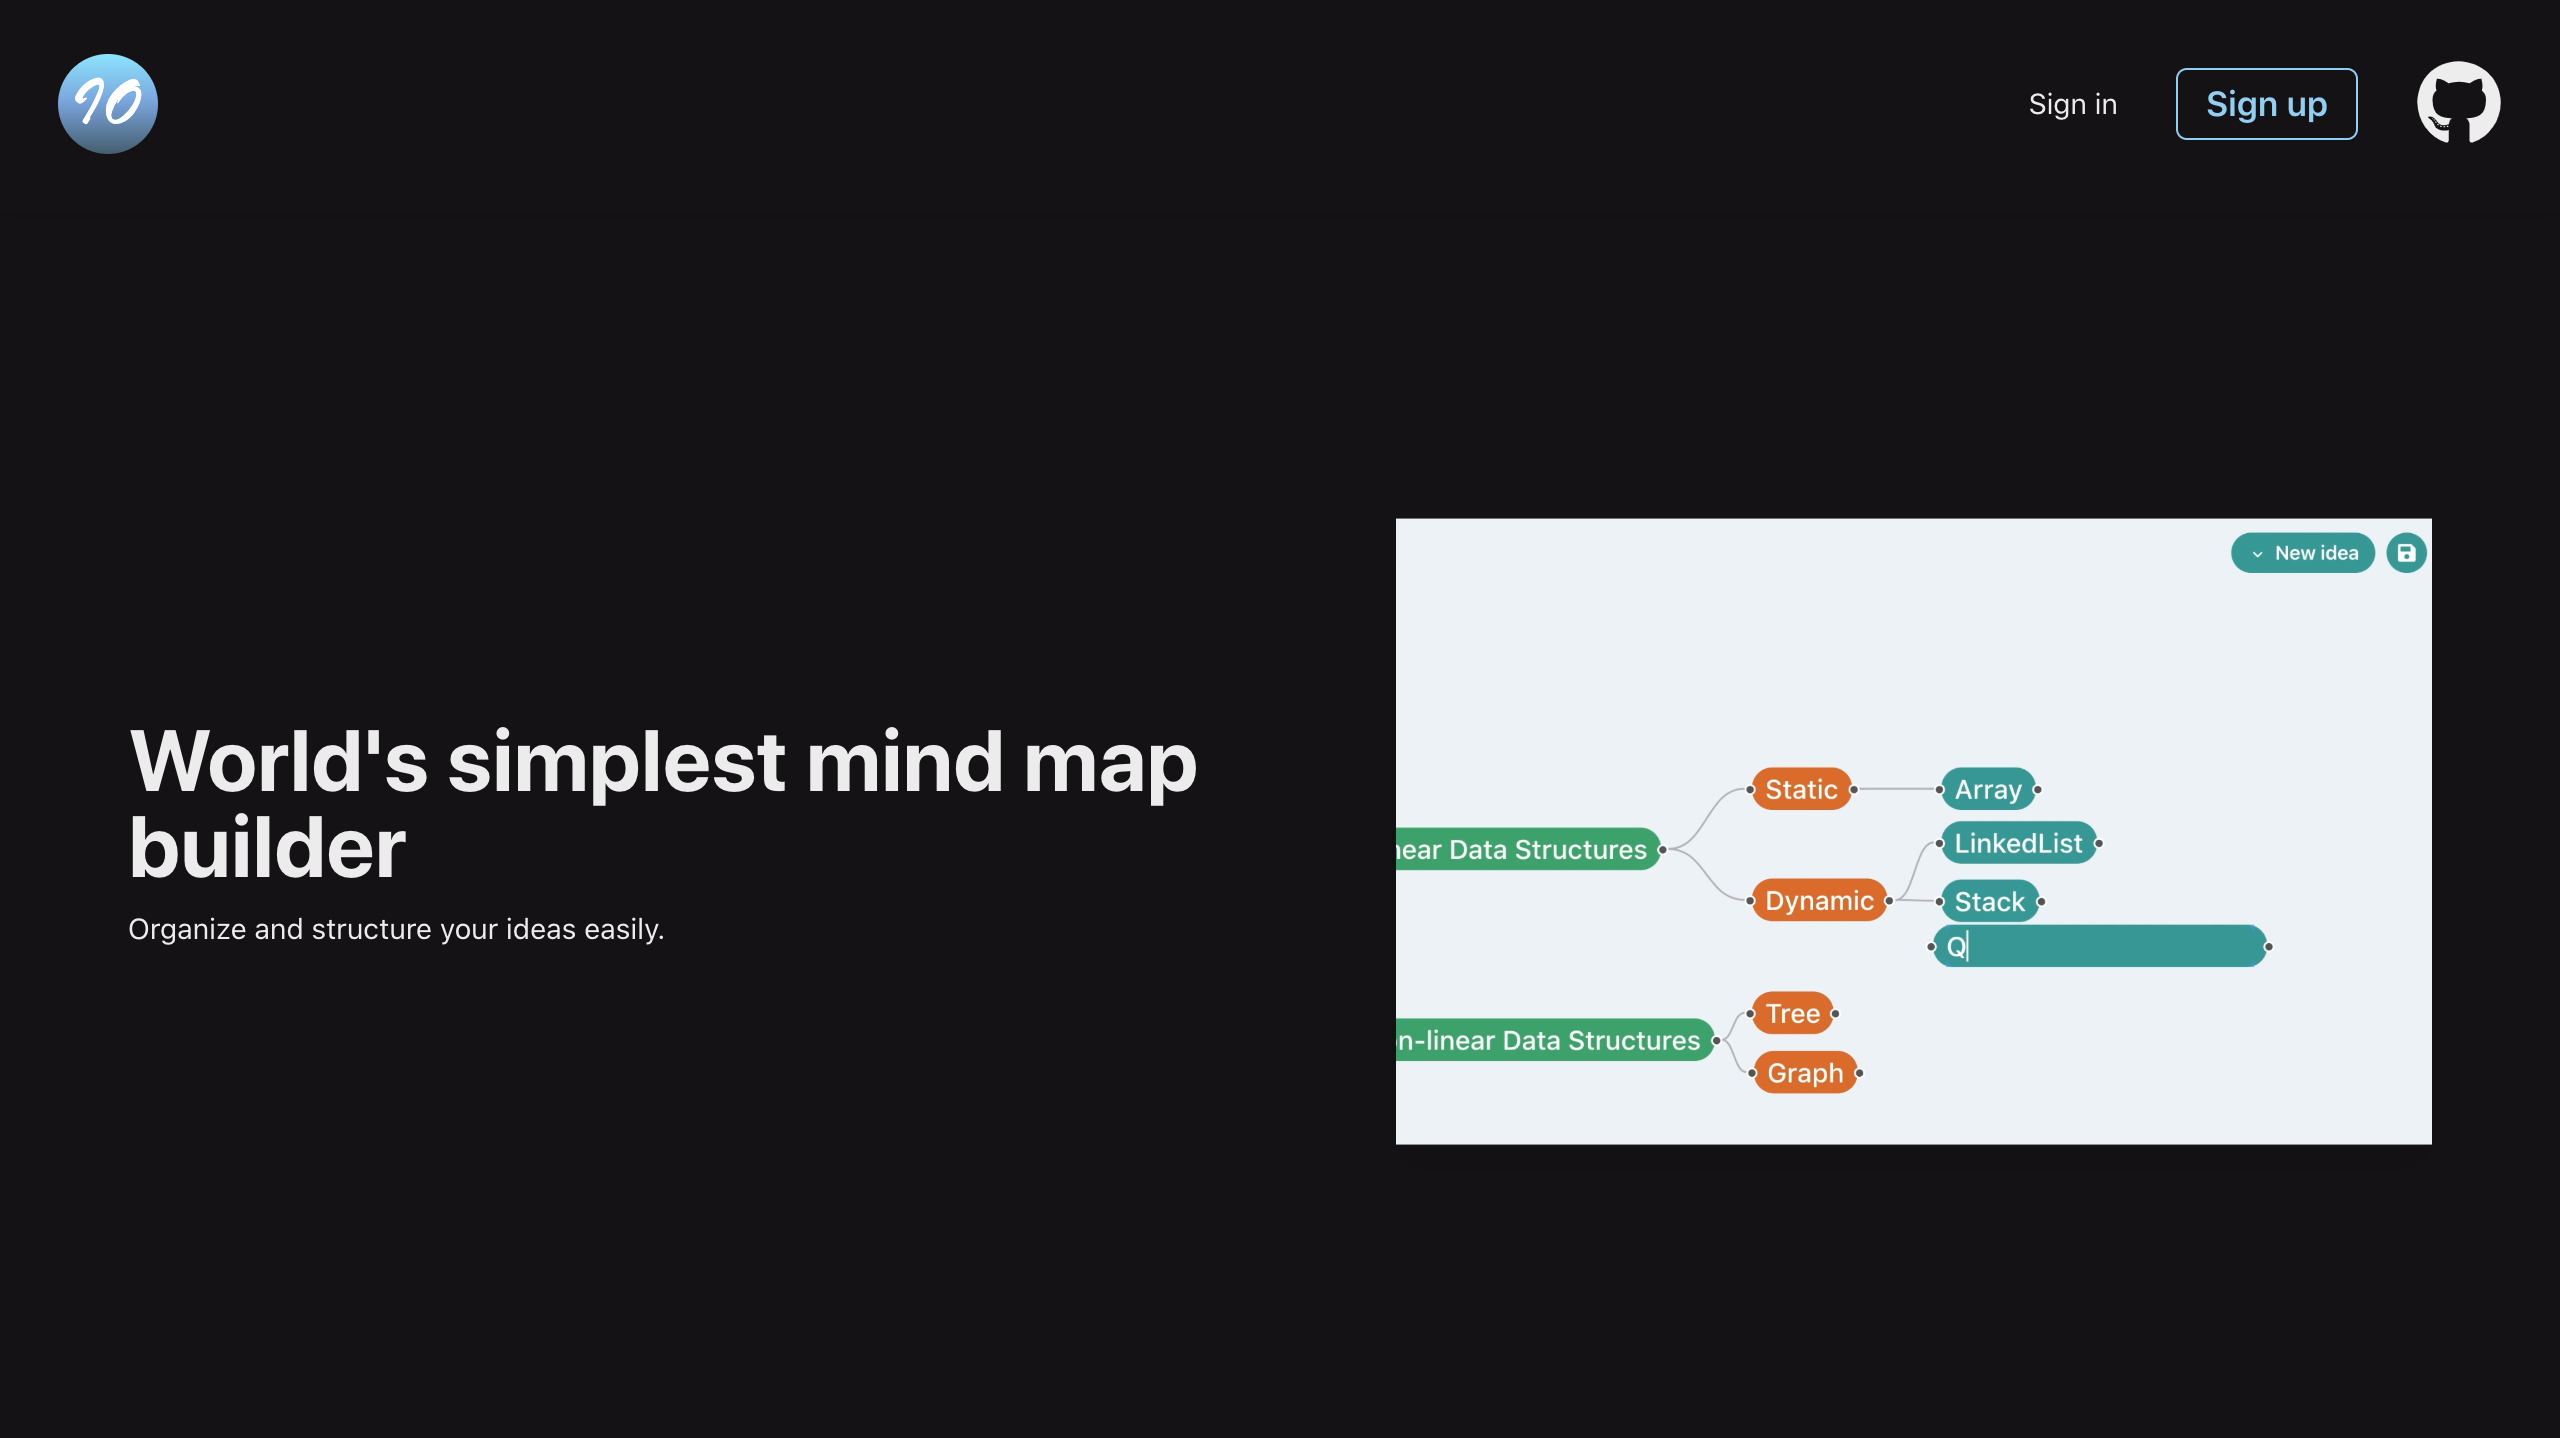 IO
Sign in
Sign up
World's simplest mind map
builder
Organize and structure your ideas easily.
New idea
Static
Array
near Data Structures
LinkedList
Dynamic
Stack
Q
Tree
n-linear Data Structures
Graph